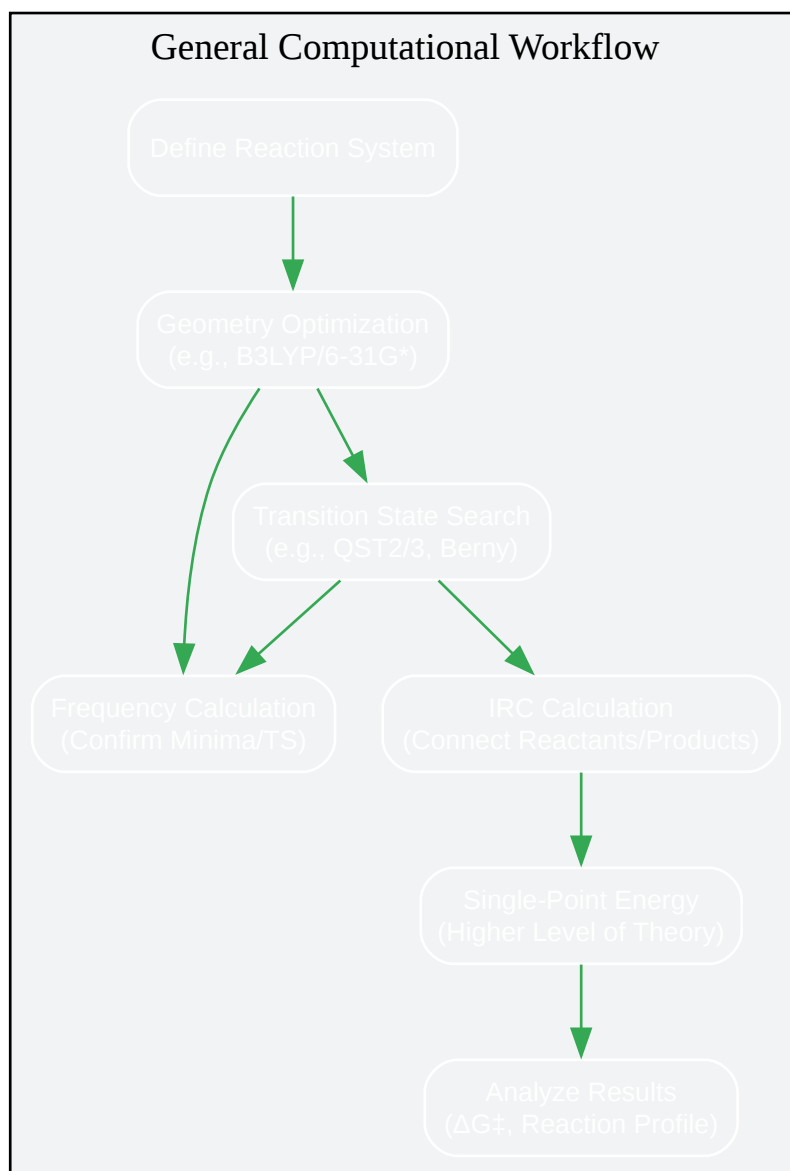 General Computational Workflow
Define Reaction System
Geometry Optimization
(e.g., B3LYP/6-31G*)
Transition State Search
(e.g., QST2/3, Berny)
Frequency Calculation
(Confirm Minima/TS)
IRC Calculation
(Connect Reactants/Products)
Single-Point Energy
(Higher Level of Theory)
Analyze Results
(ΔG‡, Reaction Profile)